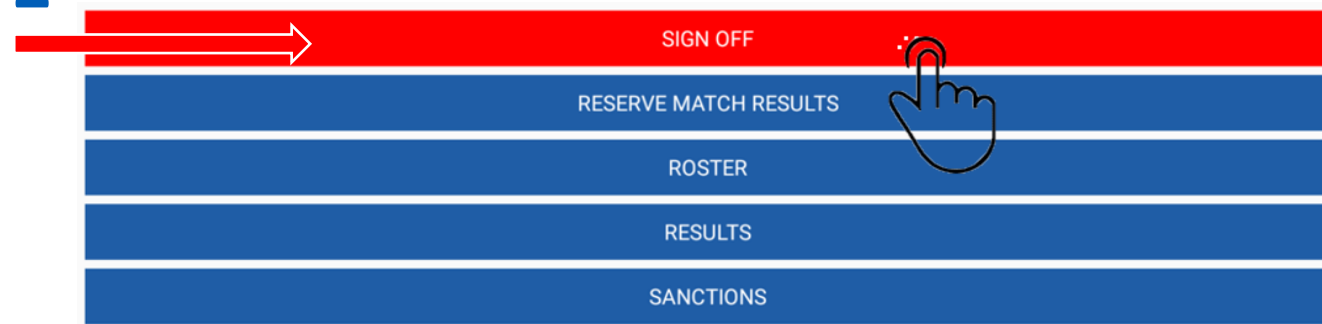 SIGN OFF
RESERVE MATCH RESULTS
ROSTER
RESULTS
SANCTIONS